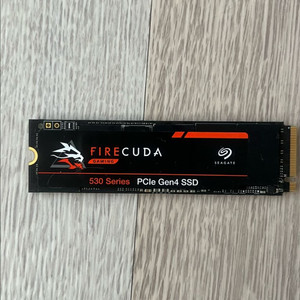 FIRECUDA
GAMING
SEAGATE
530 Series PCIe Gen4 SSD